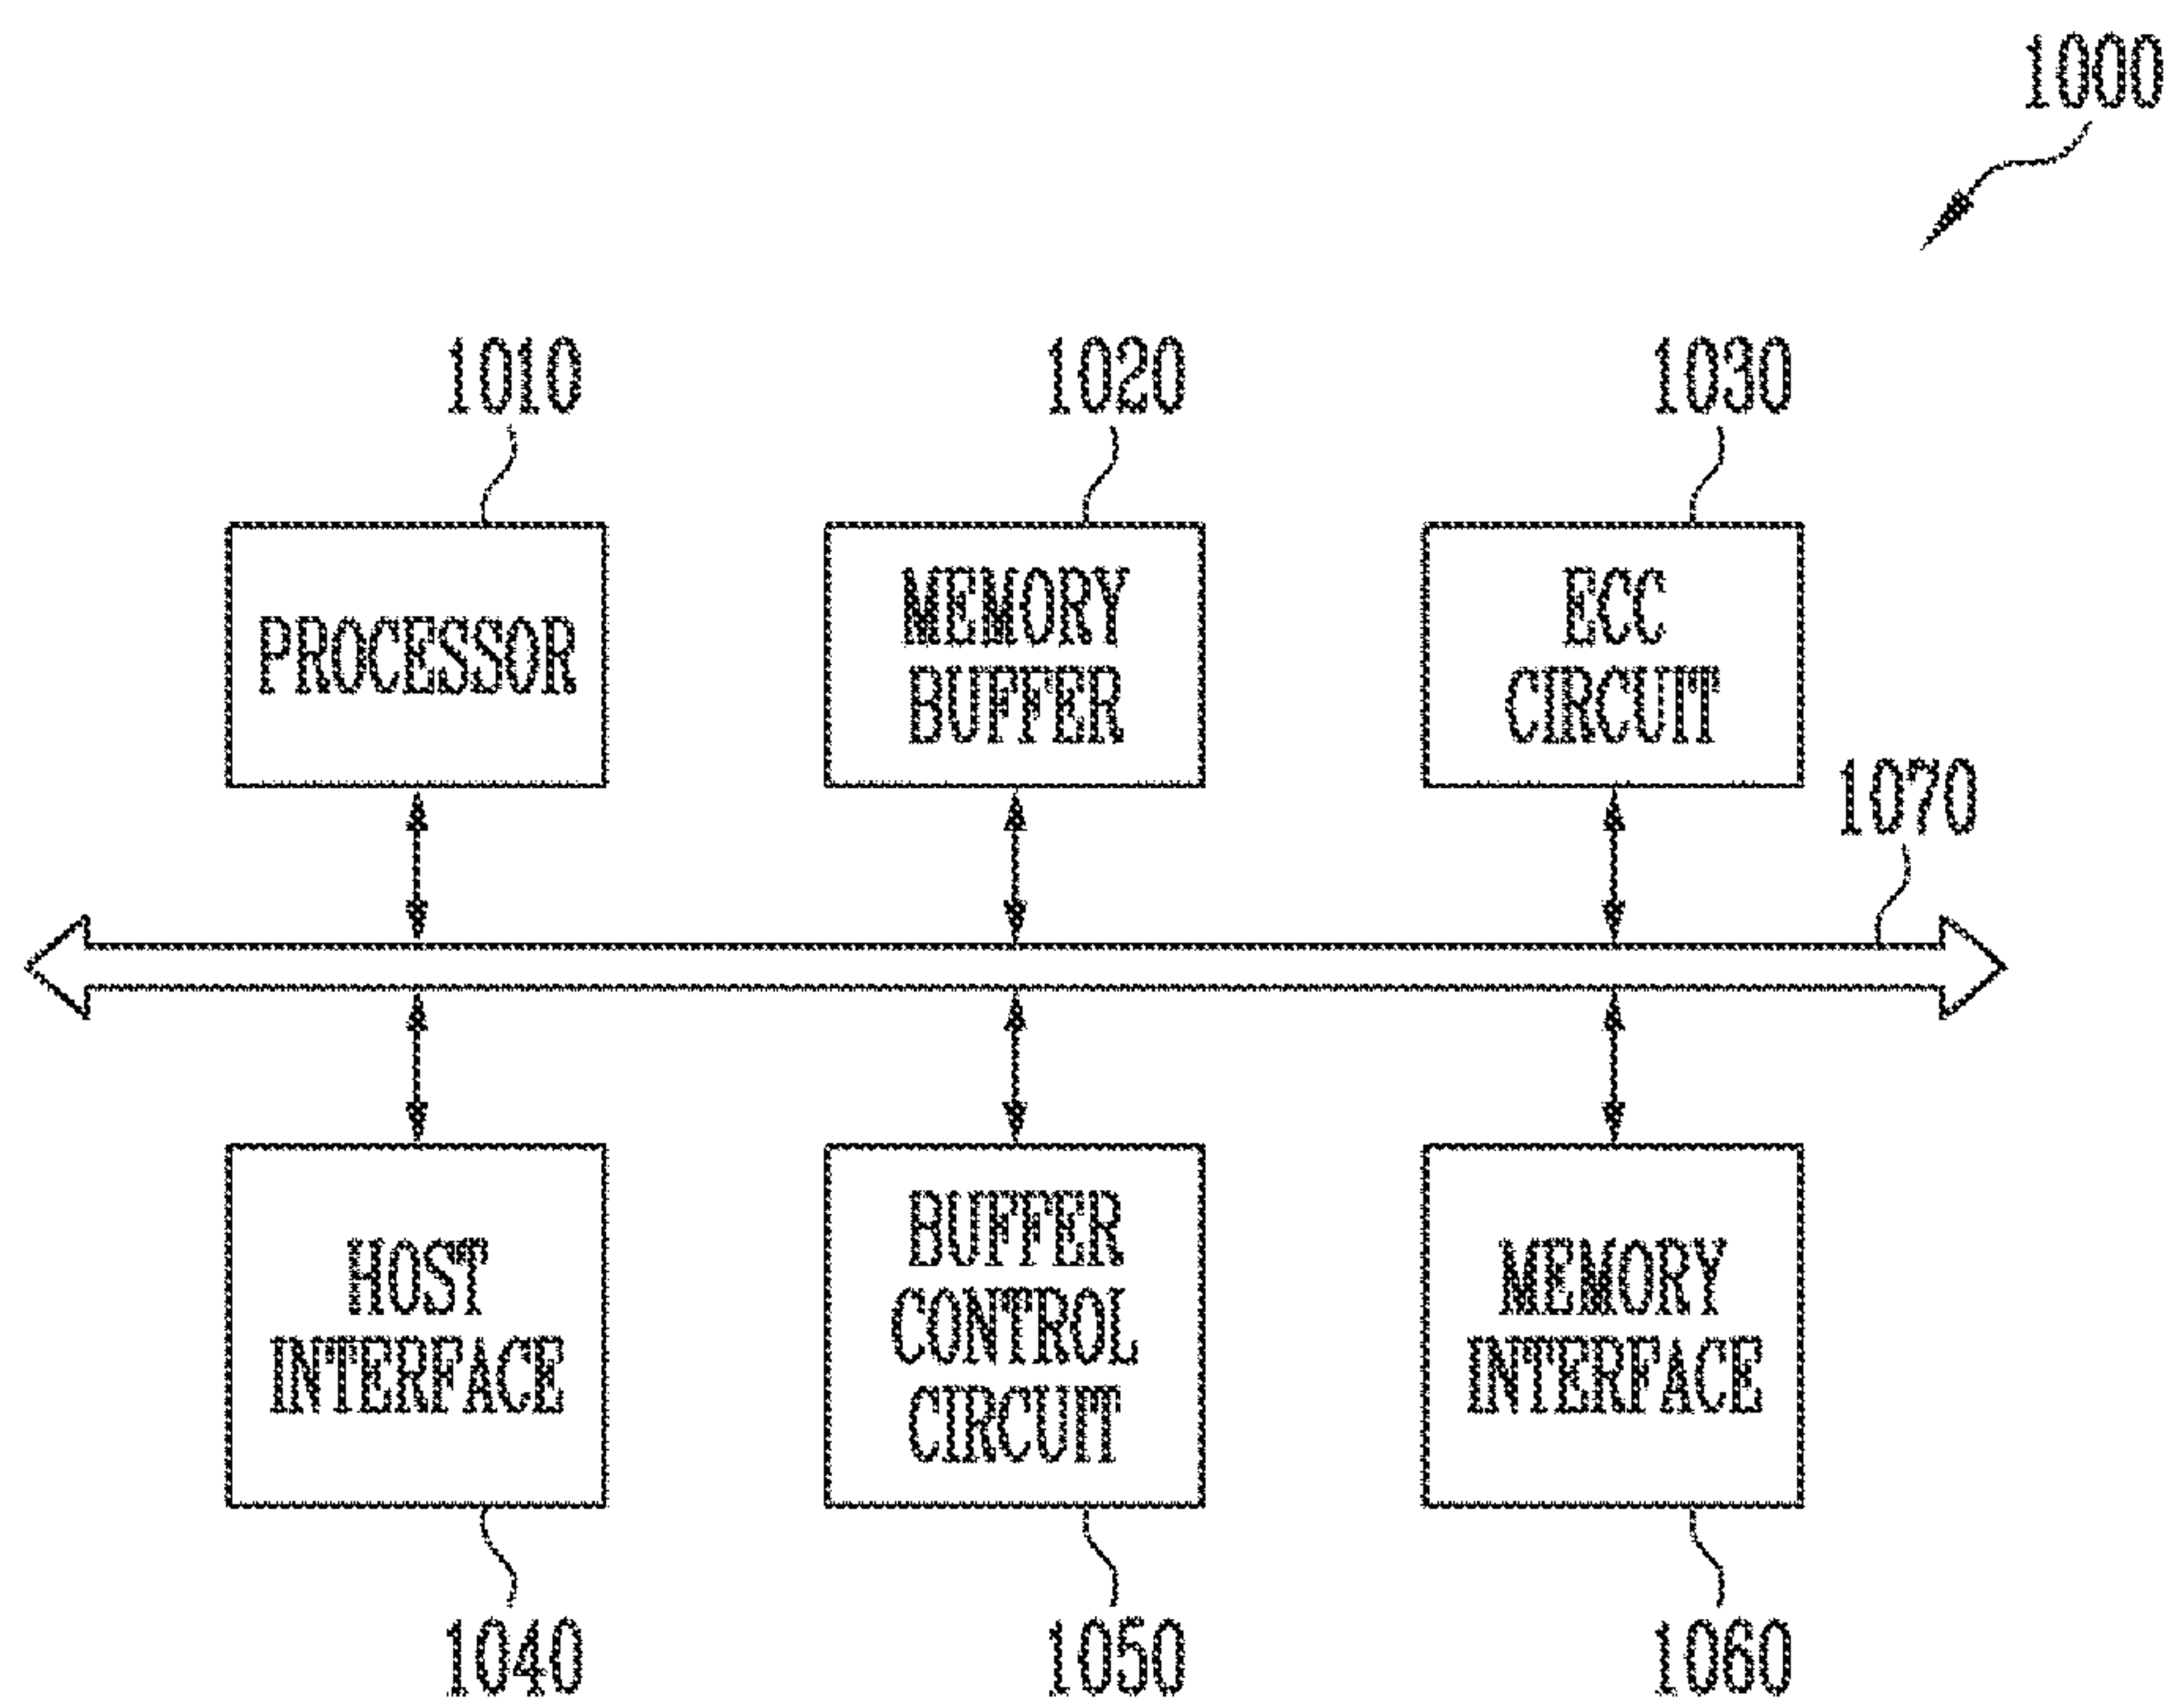 1000
1010
1020
1030
PROCESSOR
MEMORY
BUFFER
ECC
CIRCUIT
1070
HOST
INTERFACE
BUFFER
CONTROL
CIRCUIT
MEMORY
INTERFACE
1040
1050
1060